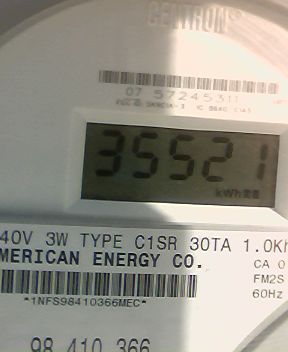 CENTRON®
07 57245311
35521
kWh
40V 3W TYPE C1SR 30TA 1.0Kh
MERICAN ENERGY CO. CA 0
FM2S
*1NFS98410366MEC* 60Hz
98 410 366